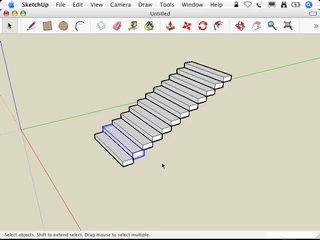 SketchUp File Edit View Camera Draw Tools Window Help
Untitled
Select objects. Shift to extend select. Drag mouse to select multiple.